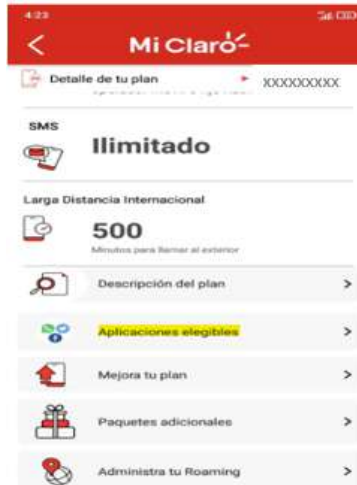 4:23
Mi Claro-
Detalle de tu plan
XXXXXXXXX
SMS
Ilimitado
Larga Distancia Internacional
500
Minutos para llamar al exterior
Descripción del plan
Aplicaciones elegibles
Mejora tu plan
Paquetes adicionales
Administra tu Roaming